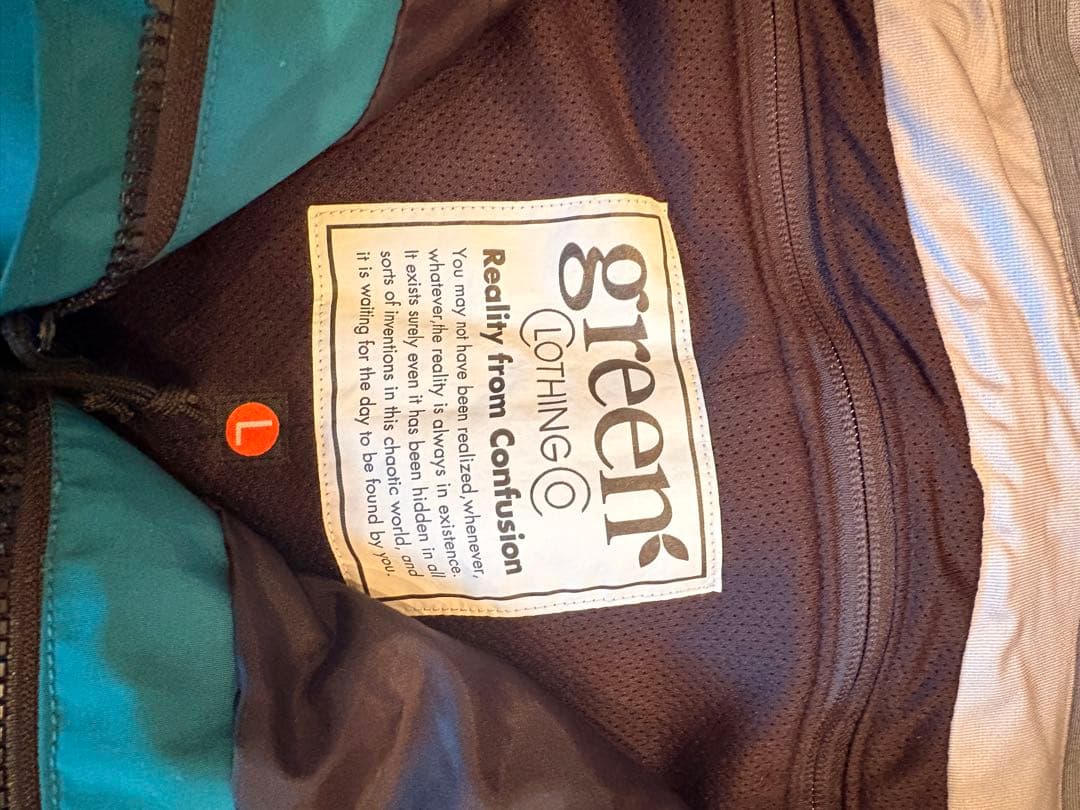 green
CLOTHING CO
Reality from Confusion
You may not have been realized,whenever,
whatever,the reality is always in existence.
It exists surely even it has been hidden in all
sorts of inventions in this chaotic world, and
it is waiting for the day to be found by you.
L